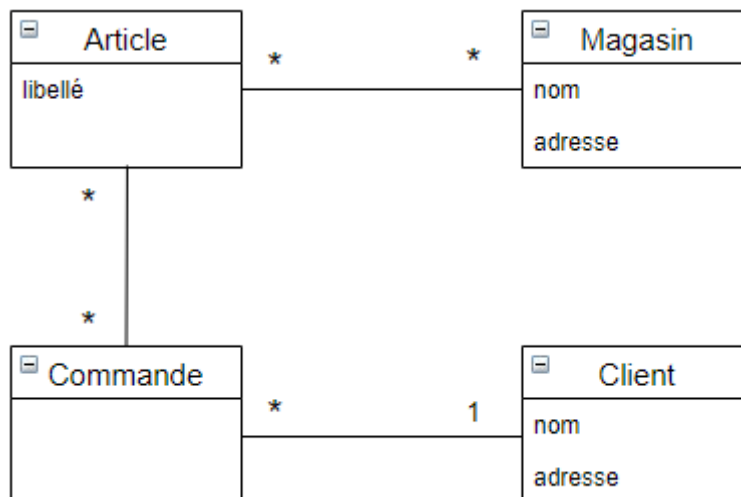 Article
Magasin
libellé
* *
nom
adresse
*
*
Commande
Client
* 1
nom
adresse